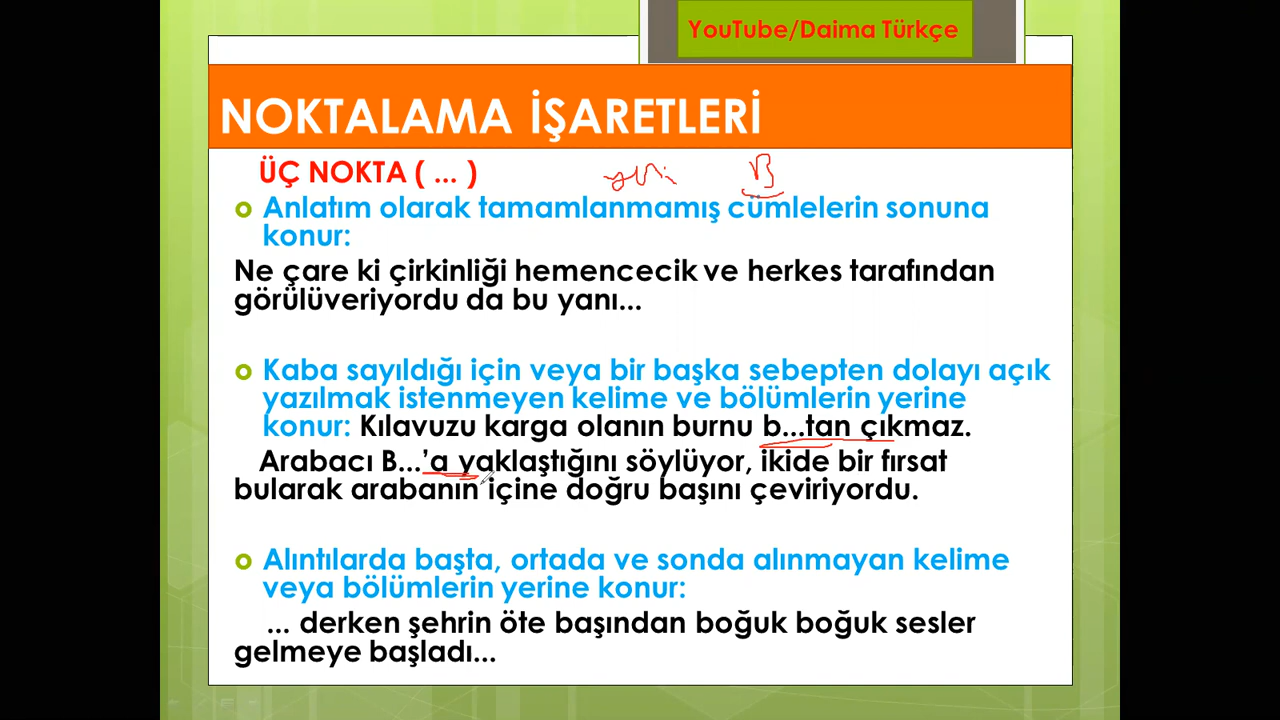 YouTube/Daima Türkçe
NOKTALAMA İŞARETLERİ
ÜÇ NOKTA ( ... )
B
Anlatım olarak tamamlanmamış cümlelerin sonuna
konur:
Ne çare ki çirkinliği hemencecik ve herkes tarafından
görülüveriyordu da bu yanı...
Kaba sayıldığı için veya bir başka sebepten dolayı açık
yazılmak istenmeyen kelime ve bölümlerin yerine
konur: Kılavuzu karga olanın burnu b...tan çıkmaz.
Arabacı B...’a yaklaştığını söylüyor, ikide bir fırsat
bularak arabanın içine doğru başını çeviriyordu.
Alıntılarda başta, ortada ve sonda alınmayan kelime
veya bölümlerin yerine konur:
... derken şehrin öte başından boğuk boğuk sesler
gelmeye başladı...